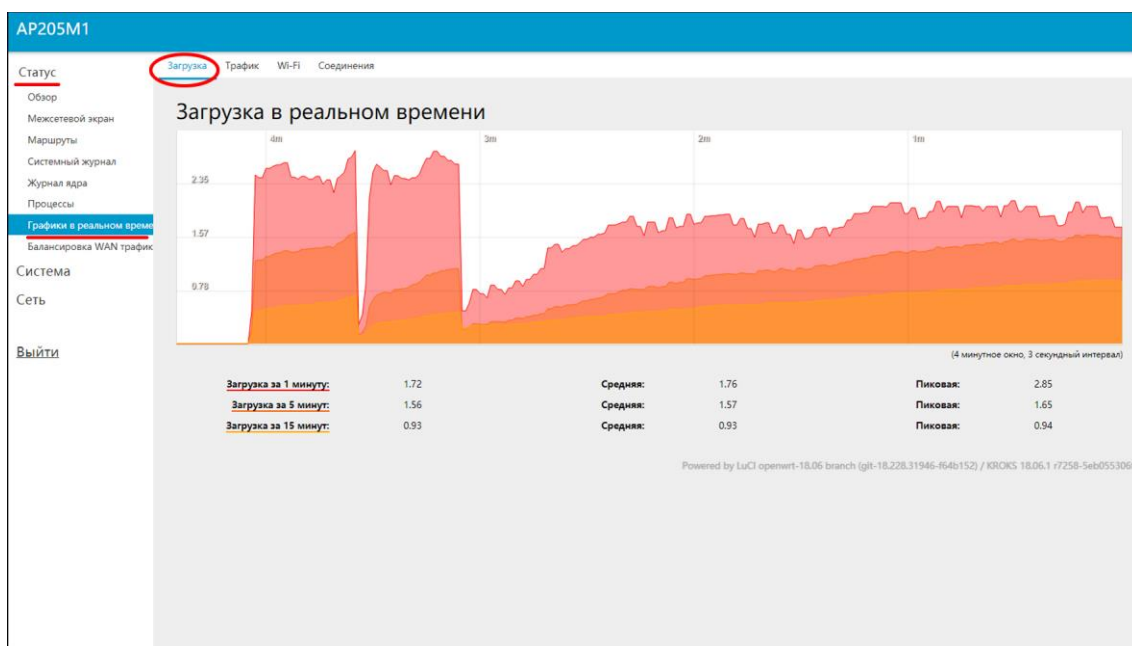 AP205M1
Статус
Обзор
Межсетевой экран
Маршруты
Системный журнал
Журнал ядра
Процессы
Графики в реальном време
Балансировка WAN трафик
Система
Сеть
Выйти
Загрузка Трафик Wi-Fi Соединения
Загрузка в реальном времени
4m 3m 2m 1m
2.35
1.57
0.78
(4 минутное окно, 3 секундный интервал)
Загрузка за 1 минуту: 1.72 Средняя: 1.76 Пиковая: 2.85
Загрузка за 5 минут: 1.56 Средняя: 1.57 Пиковая: 1.65
Загрузка за 15 минут: 0.93 Средняя: 0.93 Пиковая: 0.94
Powered by LuCI openwrt-18.06 branch (git-18.228.31946-f64b152) / KROKS 18.06.1 r7258-5eb055306